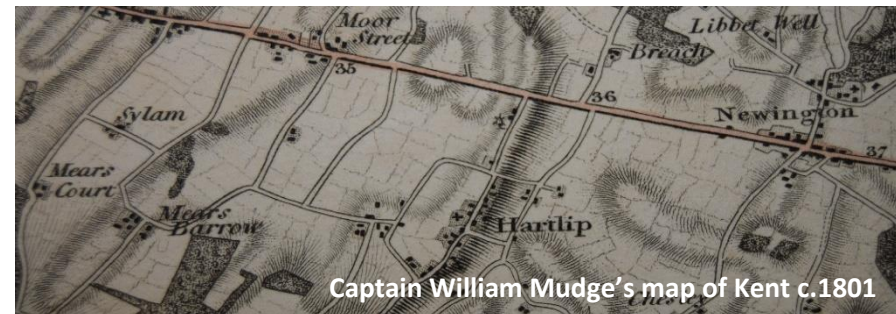 Moor
Street
Libbet Well
Breach
35
36
Sylam
Newington
37
Mears
Court
Mears
Barrow
Hartlip
Captain William Mudge's map of Kent c.1801